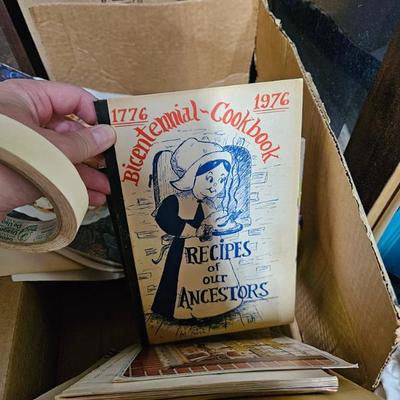 1776 1976
Bicentennial~Cookbook
RECIPES
of our
ANCESTORS